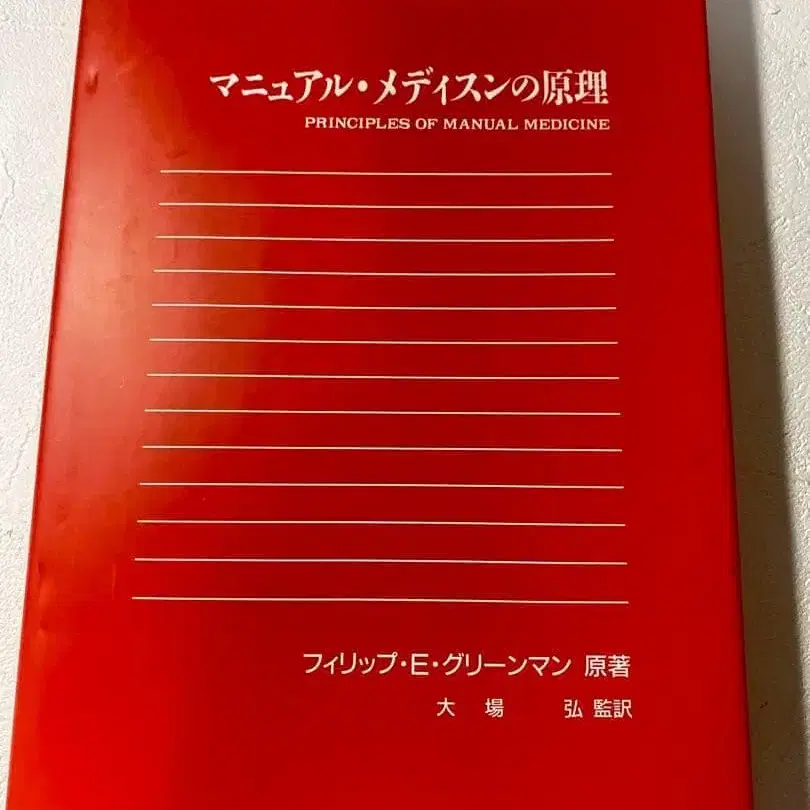 マニュアル・メディスンの原理
PRINCIPLES OF MANUAL MEDICINE
フィリップ・E・グリーンマン 原著
大場 弘 監訳